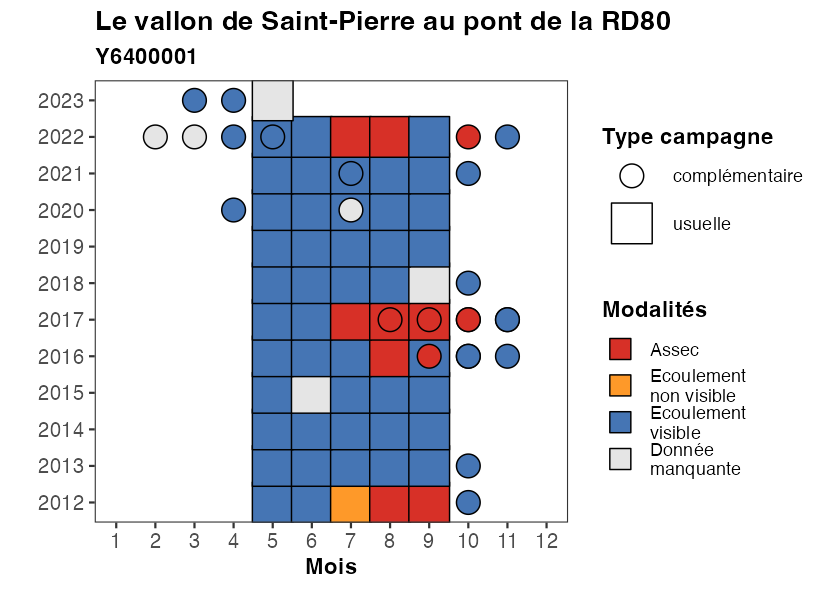 Le vallon de Saint-Pierre au pont de la RD80
Y6400001
2023
2022
2021
2020
2019
2018
2017
2016
2015
2014
2013
2012
1 2 3 4 5 6 7 8 9 10 11 12
Mois
Type campagne
complémentaire
usuelle
Modalités
Assec
Ecoulement
non visible
Ecoulement
visible
Donnée
manquante